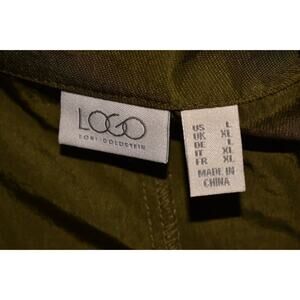 LOGO
LORI GOLDSTEIN
US L
UK XL
DE L
IT XL
FR XL
MADE IN
CHINA